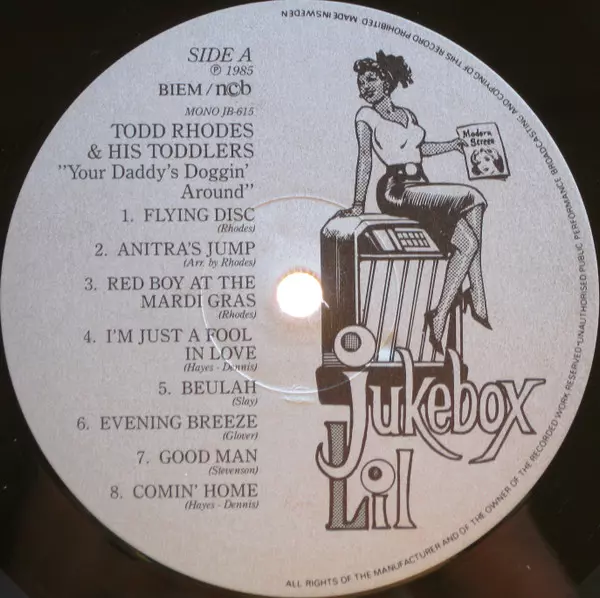 SIDE A
℗ 1985
BIEM/ncb
MONO JB-615
TODD RHODES
& HIS TODDLERS
"Your Daddy's Doggin'
Around"
1. FLYING DISC
(Rhodes)
2. ANITRA'S JUMP
(Arr. by Rhodes)
3. RED BOY AT THE
MARDI GRAS
(Rhodes)
4. I'M JUST A FOOL
IN LOVE
(Hayes - Dennis)
5. BEULAH
(Slay)
6. EVENING BREEZE
(Glover)
7. GOOD MAN
(Stevenson)
8. COMIN' HOME
(Hayes - Dennis)
Modern
Screen
Jukebox
Lil
ALL RIGHTS OF THE MANUFACTURER AND OF THE OWNER OF THE RECORDED WORK RESERVED "UNAUTHORISED PUBLIC PERFORMANCE BROADCASTING AND COPYING OF THIS RECORD PROHIBITED. MADE IN SWEDEN